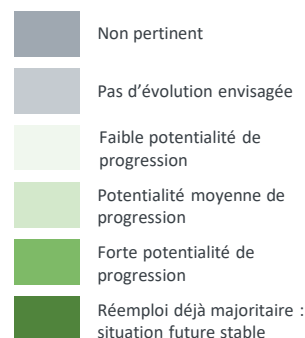 Non pertinent
Pas d’évolution envisagée
Faible potentialité de
progression
Potentialité moyenne de
progression
Forte potentialité de
progression
Réemploi déjà majoritaire :
situation future stable